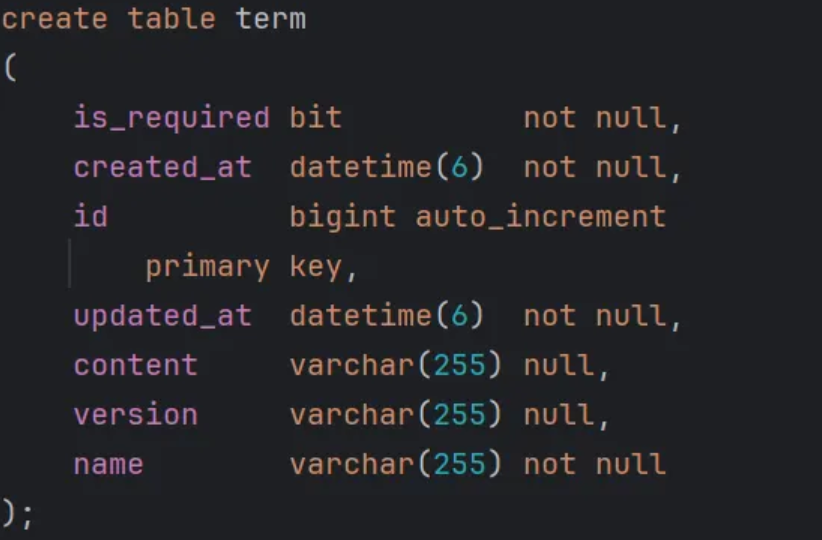 create table term
(
    is_required bit          not null,
    created_at  datetime(6)  not null,
    id          bigint auto_increment
        primary key,
    updated_at  datetime(6)  not null,
    content     varchar(255) null,
    version     varchar(255) null,
    name        varchar(255) not null
);